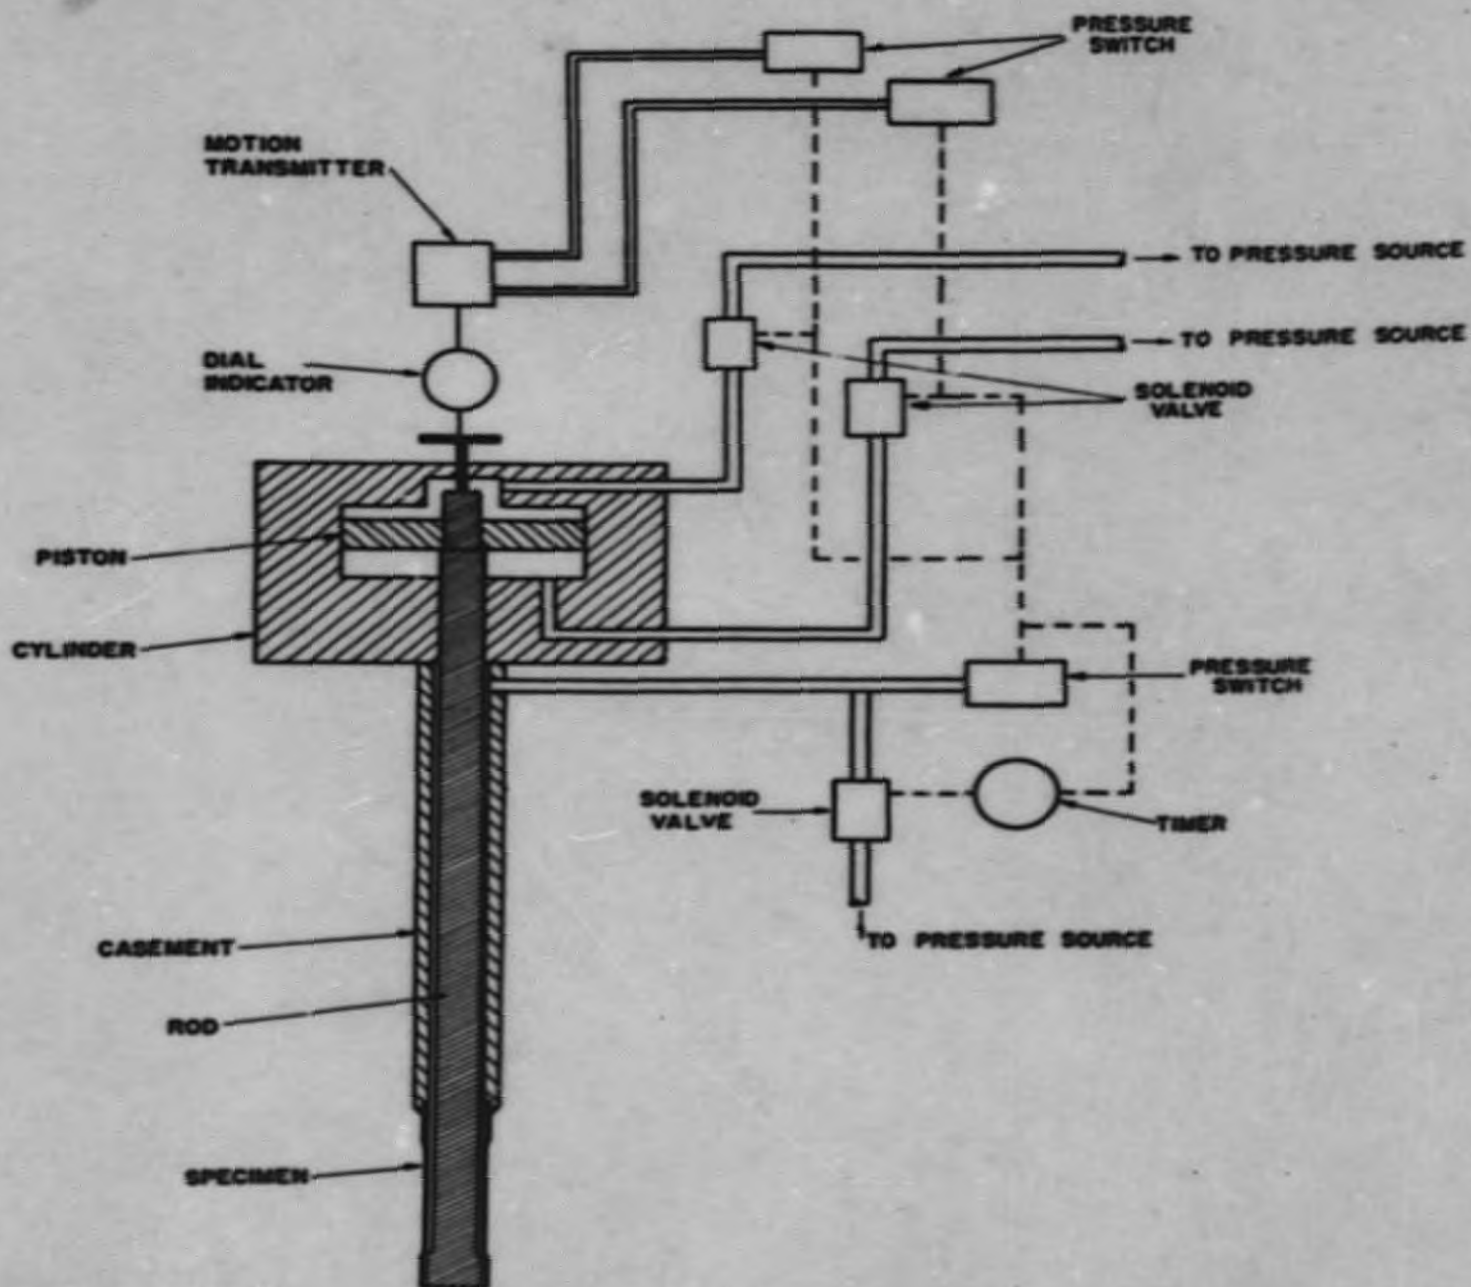 PRESSURE
SWITCH
MOTION
TRANSMITTER
TO PRESSURE SOURCE
TO PRESSURE SOURCE
DIAL
INDICATOR
SOLENOID
VALVE
PISTON
CYLINDER
PRESSURE
SWITCH
SOLENOID
VALVE
TIMER
CASEMENT
TO PRESSURE SOURCE
ROD
SPECIMEN